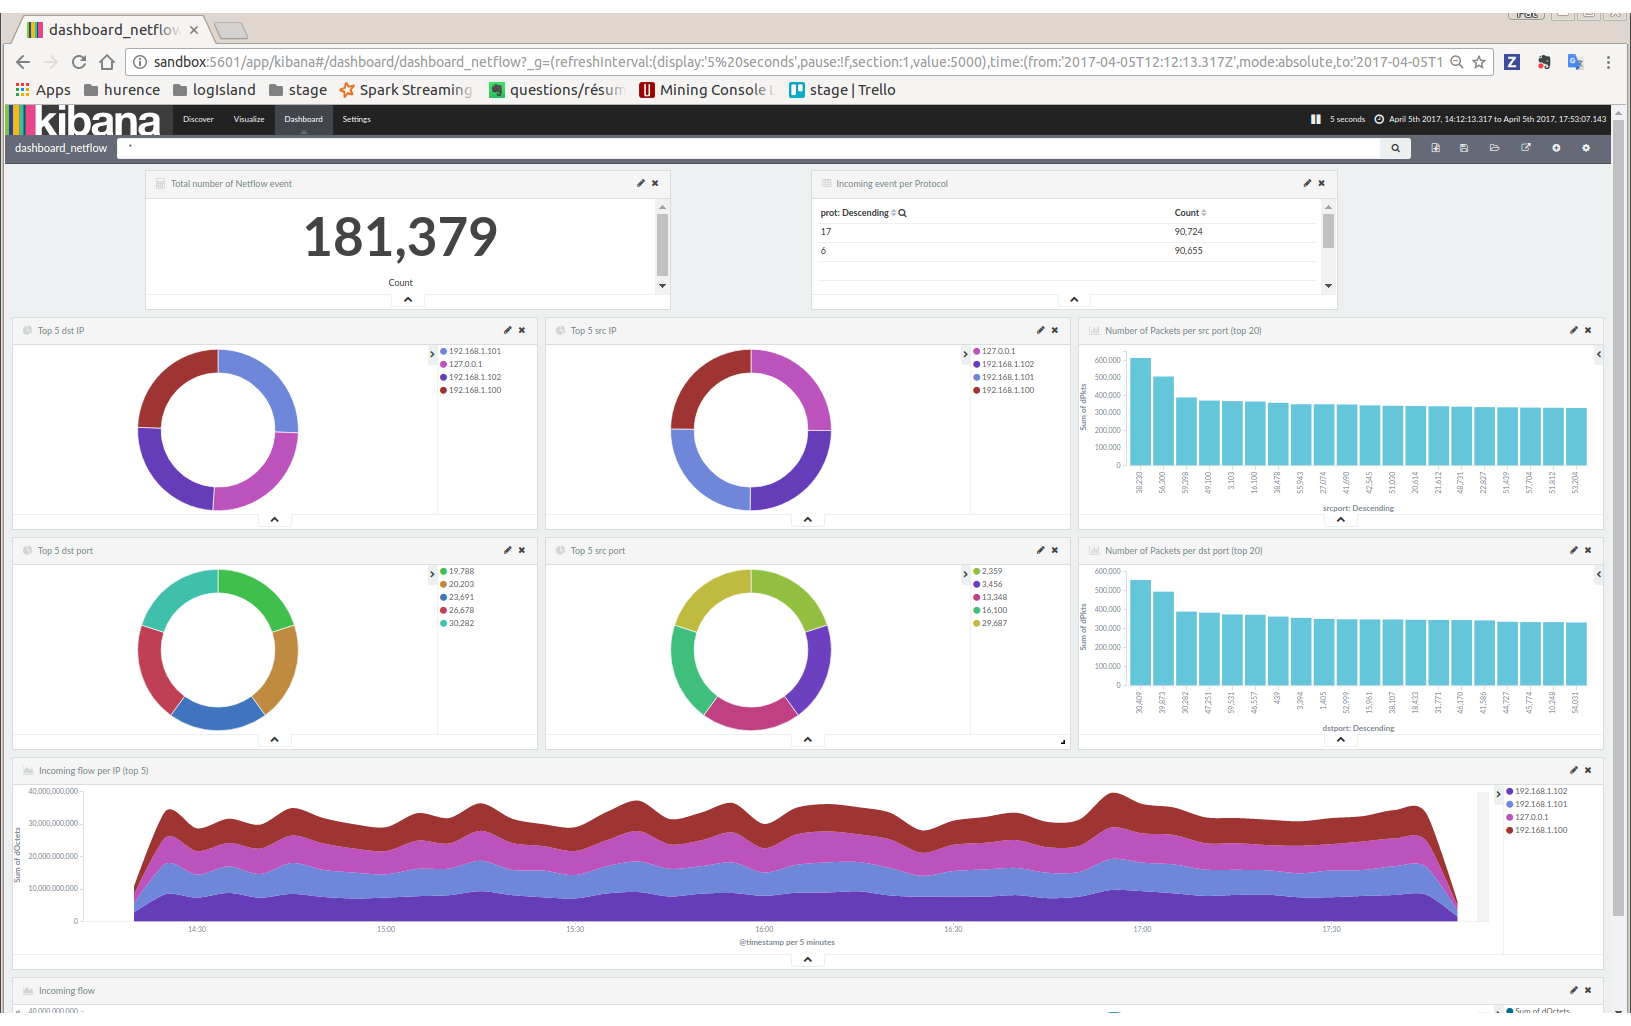 dashboard_netflow
Pat
sandbox:5601/app/kibana#/dashboard/dashboard_netflow?_g=(refreshInterval:(display:'5%20seconds',pause:!f,section:1,value:5000),time:(from:'2017-04-05T12:12:13.317Z',mode:absolute,to:'2017-04-05T1
Apps hurence logIsland stage Spark Streaming questions/résum Mining Console L stage | Trello
kibana Discover Visualize Dashboard Settings 5 seconds April 5th 2017, 14:12:13.317 to April 5th 2017, 17:53:07.143
dashboard_netflow *
Total number of Netflow event
181,379
Count
Incoming event per Protocol
prot: Descending Count
17 90,724
6 90,655
Top 5 dst IP
192.168.1.101
127.0.0.1
192.168.1.102
192.168.1.100
Top 5 src IP
127.0.0.1
192.168.1.102
192.168.1.101
192.168.1.100
Number of Packets per src port (top 20)
Sum of dPkts
600,000
500,000
400,000
300,000
200,000
100,000
0
38,230 56,300 59,398 49,100 3,103 16,100 38,478 55,943 27,074 41,690 42,545 51,030 20,614 21,612 48,731 22,827 51,439 57,704 51,812 53,204
srcport: Descending
Top 5 dst port
19,788
20,203
23,691
26,678
30,282
Top 5 src port
2,359
3,456
13,348
16,100
29,687
Number of Packets per dst port (top 20)
Sum of dPkts
600,000
500,000
400,000
300,000
200,000
100,000
0
30,409 39,873 30,282 47,251 59,531 46,557 439 3,394 1,405 52,999 15,961 38,107 18,433 31,771 46,170 41,586 44,727 45,774 10,248 54,031
dstport: Descending
Incoming flow per IP (top 5)
Sum of dOctets
40,000,000,000
30,000,000,000
20,000,000,000
10,000,000,000
0
14:30 15:00 15:30 16:00 16:30 17:00 17:30
@timestamp per 5 minutes
192.168.1.102
192.168.1.101
127.0.0.1
192.168.1.100
Incoming flow
40,000,000,000
Sum of dOctets